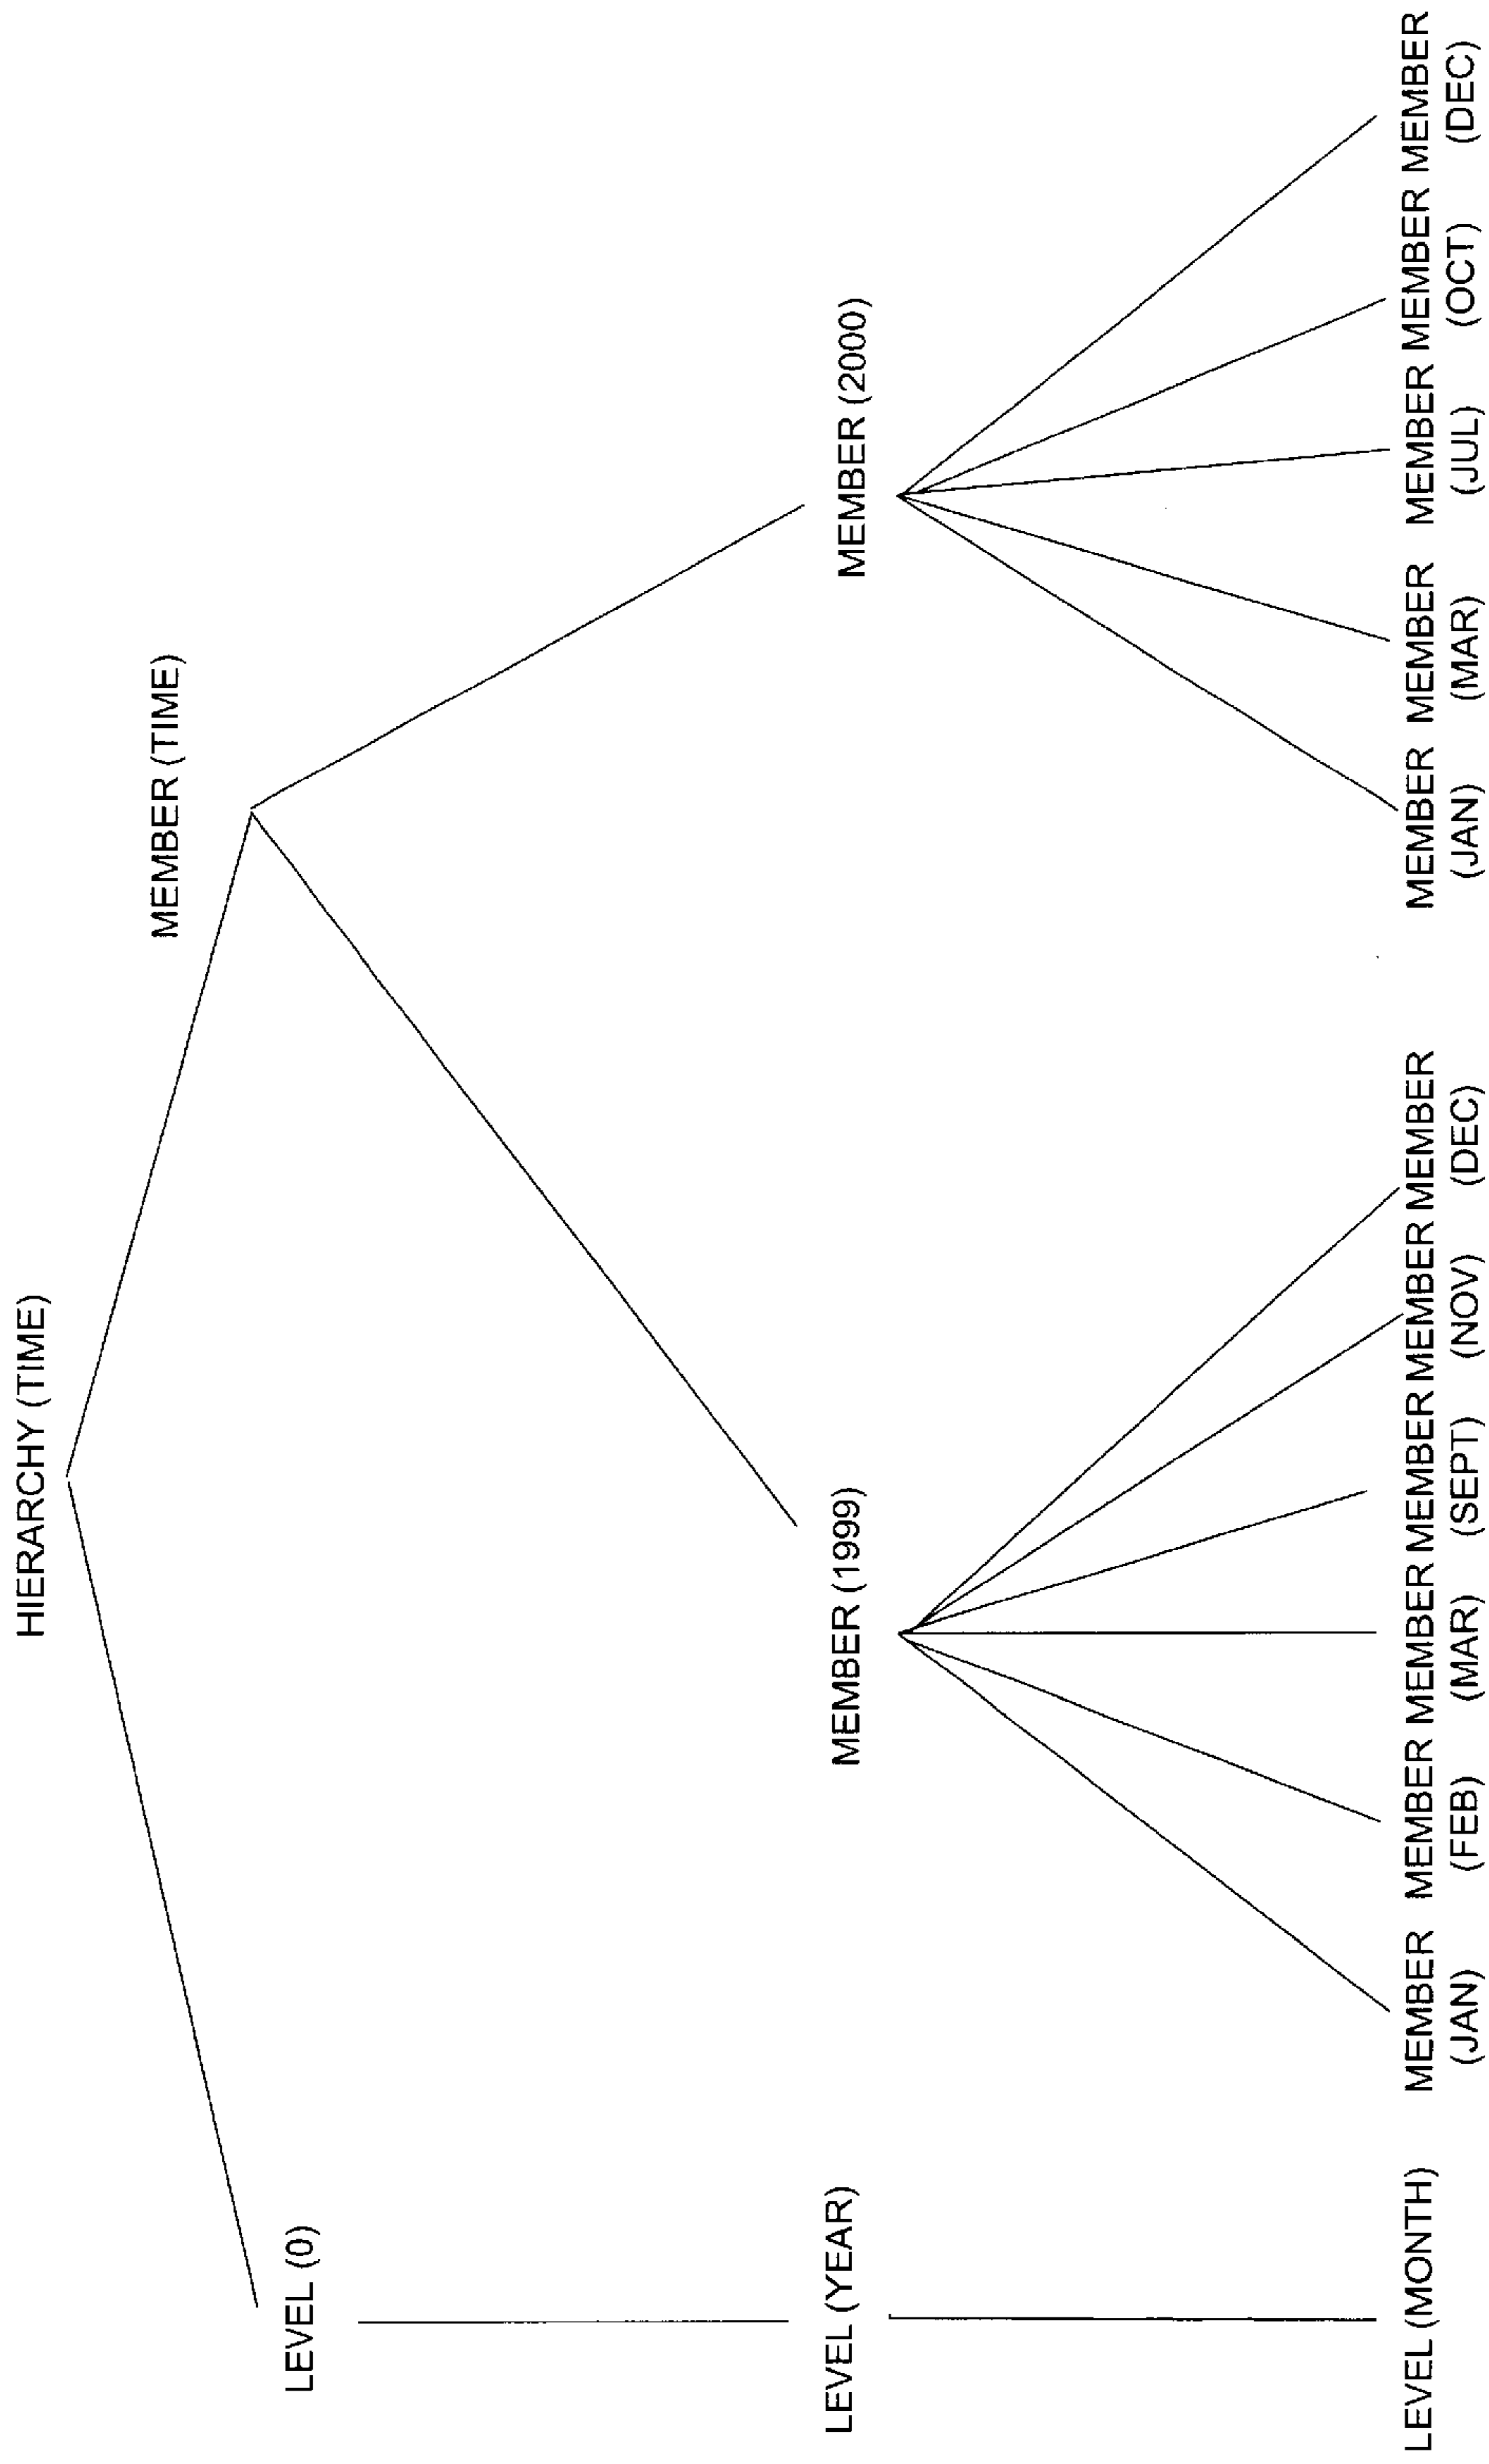 HIERARCHY (TIME)
MEMBER (TIME)
LEVEL (0)
MEMBER (1999)
MEMBER (2000)
LEVEL (YEAR)
LEVEL (MONTH)
MEMBER MEMBER MEMBER MEMBER MEMBER MEMBER
(JAN) (FEB) (MAR) (SEPT) (NOV) (DEC)
MEMBER MEMBER MEMBER MEMBER MEMBER
(JAN) (MAR) (JUL) (OCT) (DEC)